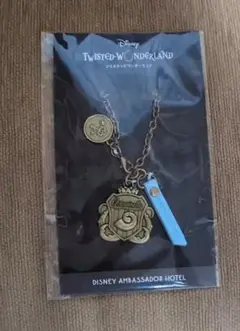 Disney
TWISTED-WONDERLAND
DISNEY AMBASSADOR HOTEL